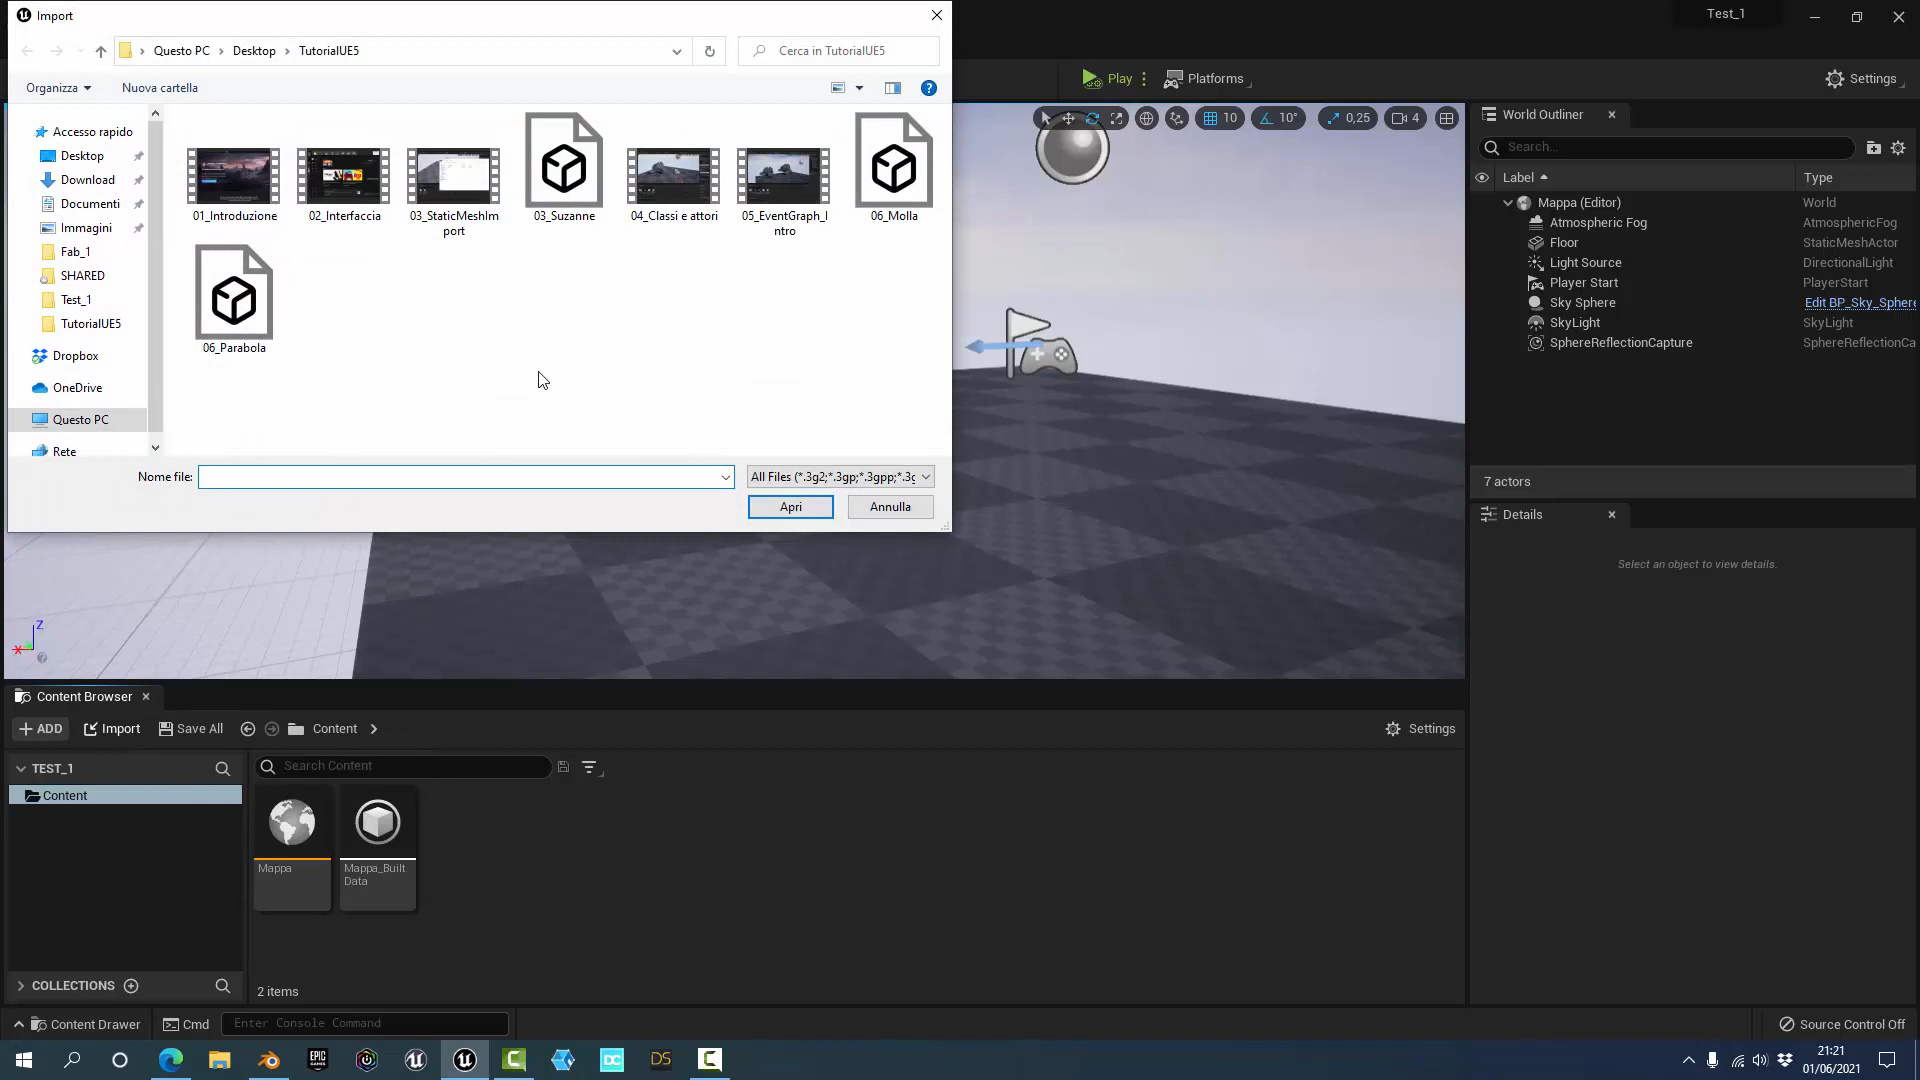 Import
Test_1
Questo PC
Desktop
TutorialUE5
Cerca in TutorialUE5
Organizza
Nuova cartella
Play
Platforms
Settings
Accesso rapido
Desktop
Download
Documenti
Immagini
Fab_1
SHARED
Test_1
TutorialUE5
Dropbox
OneDrive
Questo PC
Rete
01_Introduzione
02_Interfaccia
03_StaticMeshIm
port
03_Suzanne
04_Classi e attori
05_EventGraph_I
ntro
06_Molla
06_Parabola
Nome file:
All Files (*.3g2;*.3gp;*.3gpp;*.3g
Apri
Annulla
10
10°
0,25
4
World Outliner
Search...
Label
Type
Mappa (Editor)
World
Atmospheric Fog
AtmosphericFog
Floor
StaticMeshActor
Light Source
DirectionalLight
Player Start
PlayerStart
Sky Sphere
Edit BP_Sky_Sphere
SkyLight
SkyLight
SphereReflectionCapture
SphereReflectionCa
7 actors
Details
Select an object to view details.
Z
X
Content Browser
ADD
Import
Save All
Content
Settings
TEST_1
Content
Search Content
Mappa
Mappa_Built
Data
COLLECTIONS
2 items
Content Drawer
Cmd
Enter Console Command
Source Control Off
EPIC
GAMES
DC
DS
21:21
01/06/2021